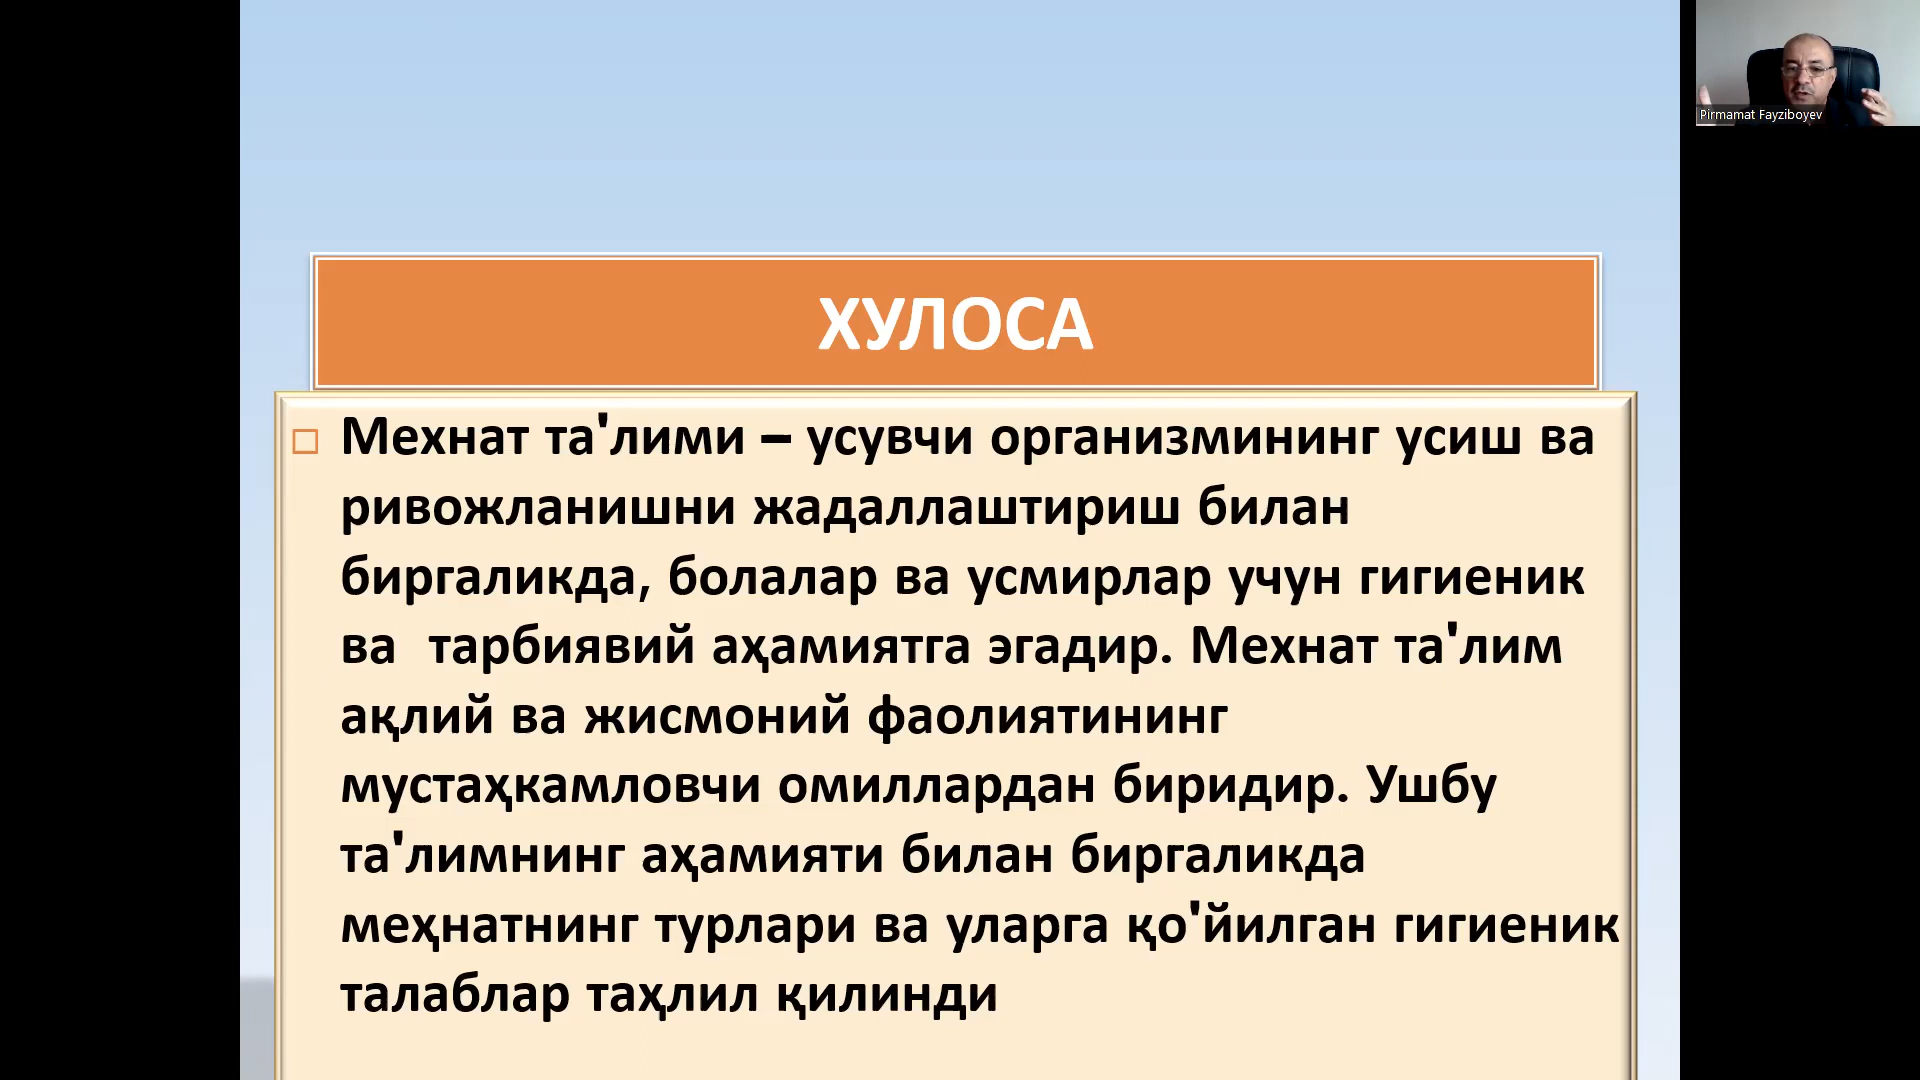 ХУЛОСА
Мехнат та'лими – усувчи организмининг усиш ва
ривожланишни жадаллаштириш билан
биргаликда, болалар ва усмирлар учун гигиеник
ва тарбиявий аҳамиятга эгадир. Мехнат та'лим
ақлий ва жисмоний фаолиятининг
мустаҳкамловчи омиллардан биридир. Ушбу
та'лимнинг аҳамияти билан биргаликда
меҳнатнинг турлари ва уларга қо'йилган гигиеник
талаблар таҳлил қилинди
Pirmamat Fayziboyev